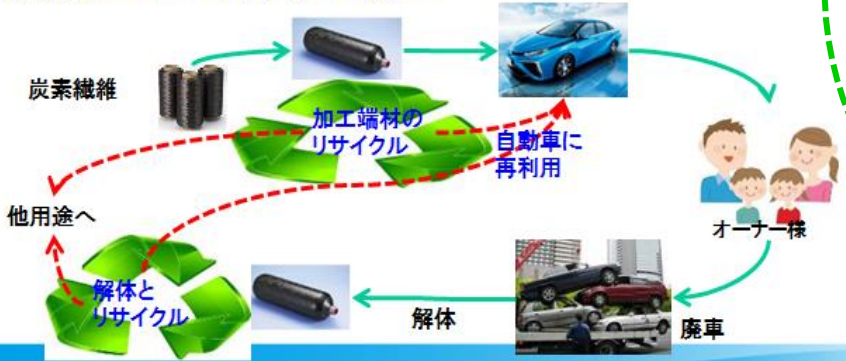 炭素繊維
加工端材の
リサイクル
自動車に
再利用
他用途へ
オーナー様
解体と
リサイクル
解体
廃車